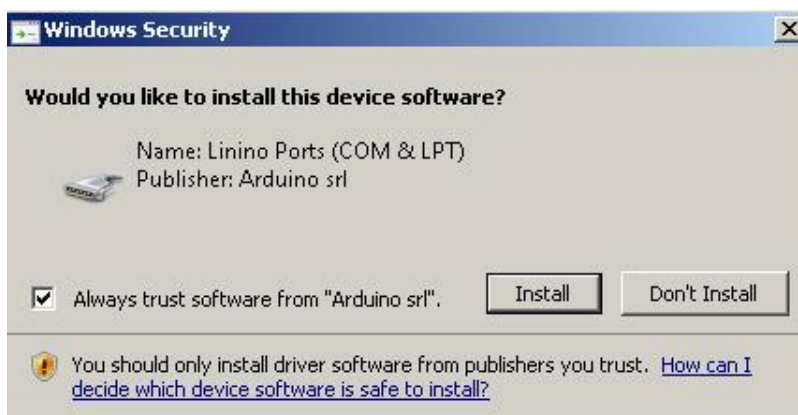 Windows Security
Would you like to install this device software?
Name: Linino Ports (COM & LPT)
Publisher: Arduino srl
Always trust software from "Arduino srl".
Install
Don't Install
You should only install driver software from publishers you trust. How can I
decide which device software is safe to install?